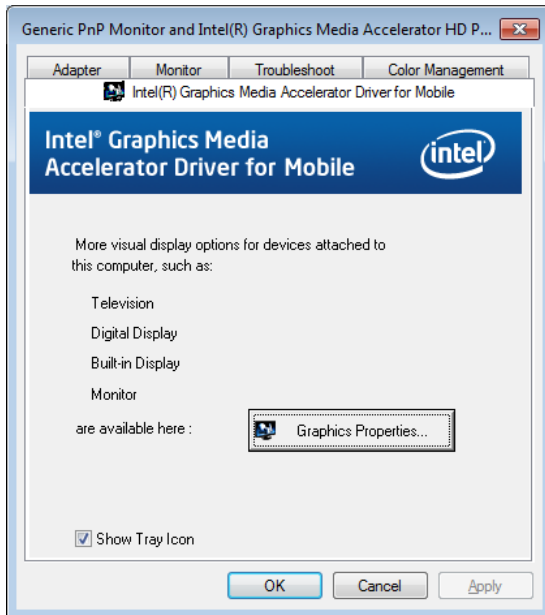 Generic PnP Monitor and Intel(R) Graphics Media Accelerator HD P...
Adapter Monitor Troubleshoot Color Management
Intel(R) Graphics Media Accelerator Driver for Mobile
Intel® Graphics Media
Accelerator Driver for Mobile
intel
More visual display options for devices attached to
this computer, such as:
Television
Digital Display
Built-in Display
Monitor
are available here :
Graphics Properties...
Show Tray Icon
OK Cancel Apply